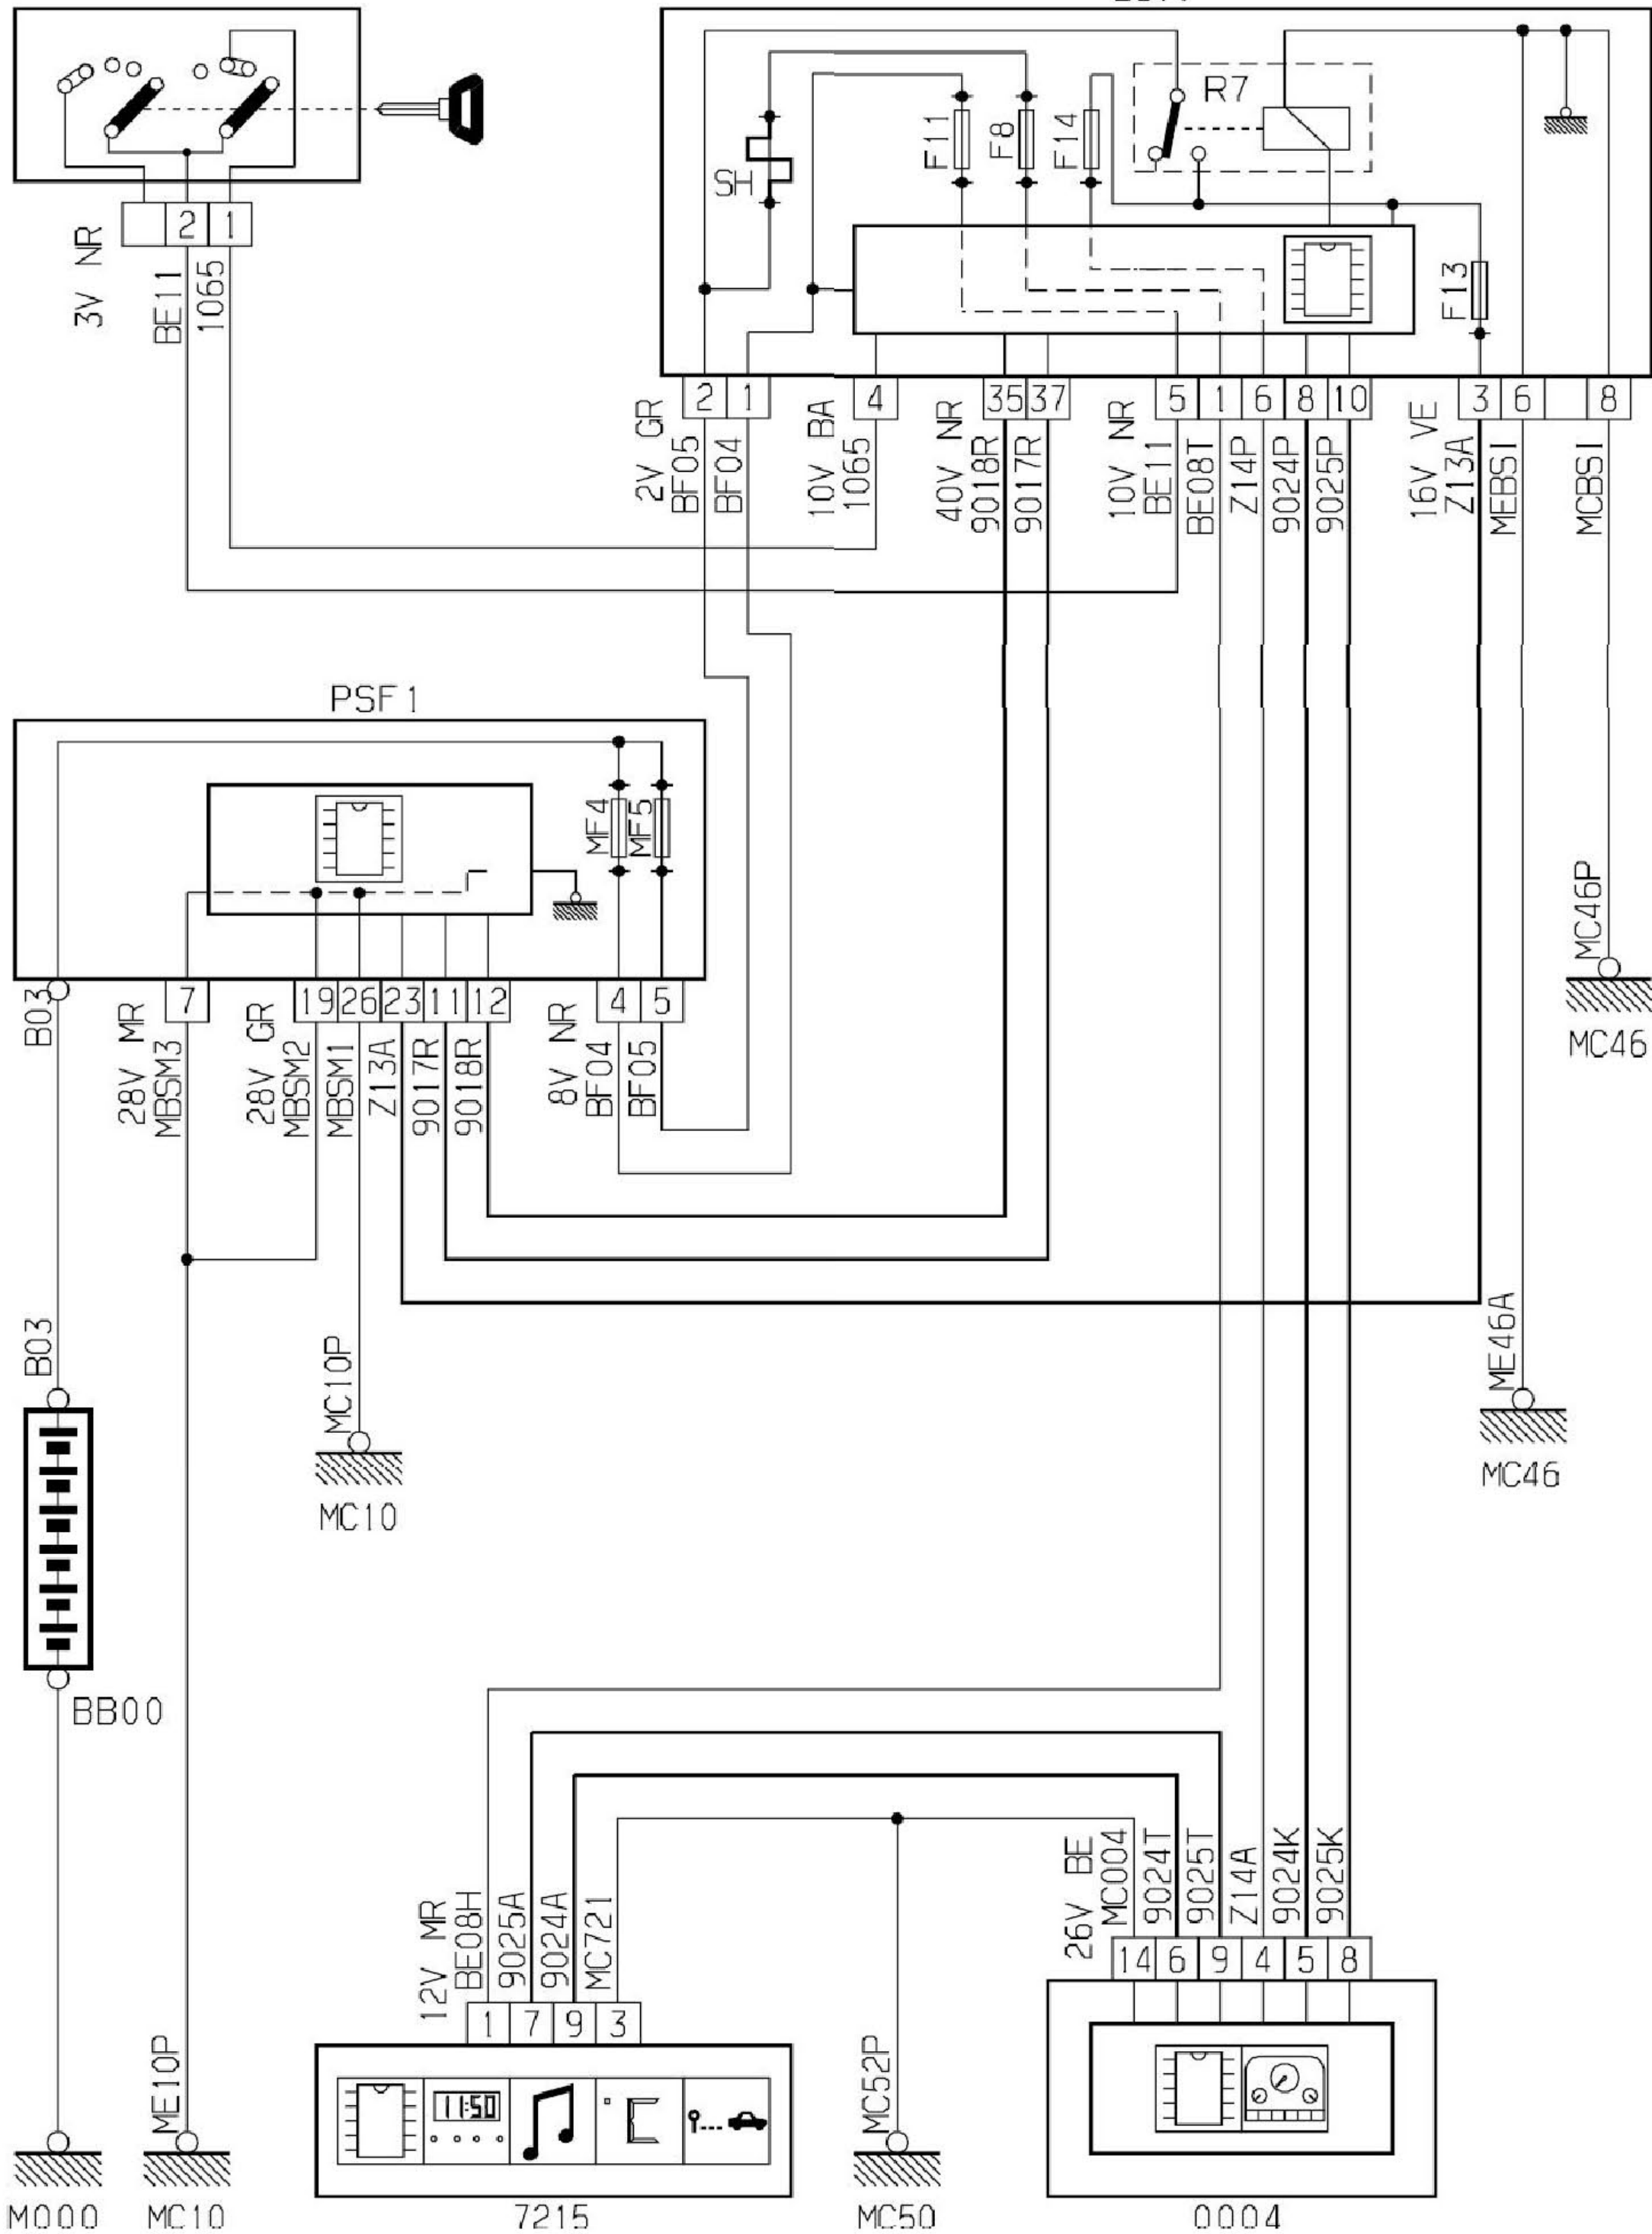 R7
F11
F8
F14
SH
F13
3V NR
2
1
BE11
1065
2V GR
2
1
BF05
BF04
10V BA
4
1065
40V NR
35
37
9018R
9017R
10V NR
5
1
6
8
10
BE11
BE08T
Z14P
9024P
9025P
16V VE
3
6
8
Z13A
MEBSI
MCBSI
PSF1
MF4
MF5
B03
28V MR
7
MBSM3
28V GR
19
26
23
11
12
MBSM2
MBSM1
Z13A
9017R
9018R
8V NR
4
5
BF04
BF05
MC46P
MC46
B03
MC10P
MC10
ME46A
MC46
BB00
12V MR
BE08H
9025A
9024A
MC721
1
7
9
3
26V BE
MC004
9024T
9025T
Z14A
9024K
9025K
14
6
9
4
5
8
ME10P
MC52P
11:50
°C
M000
MC10
7215
MC50
0004